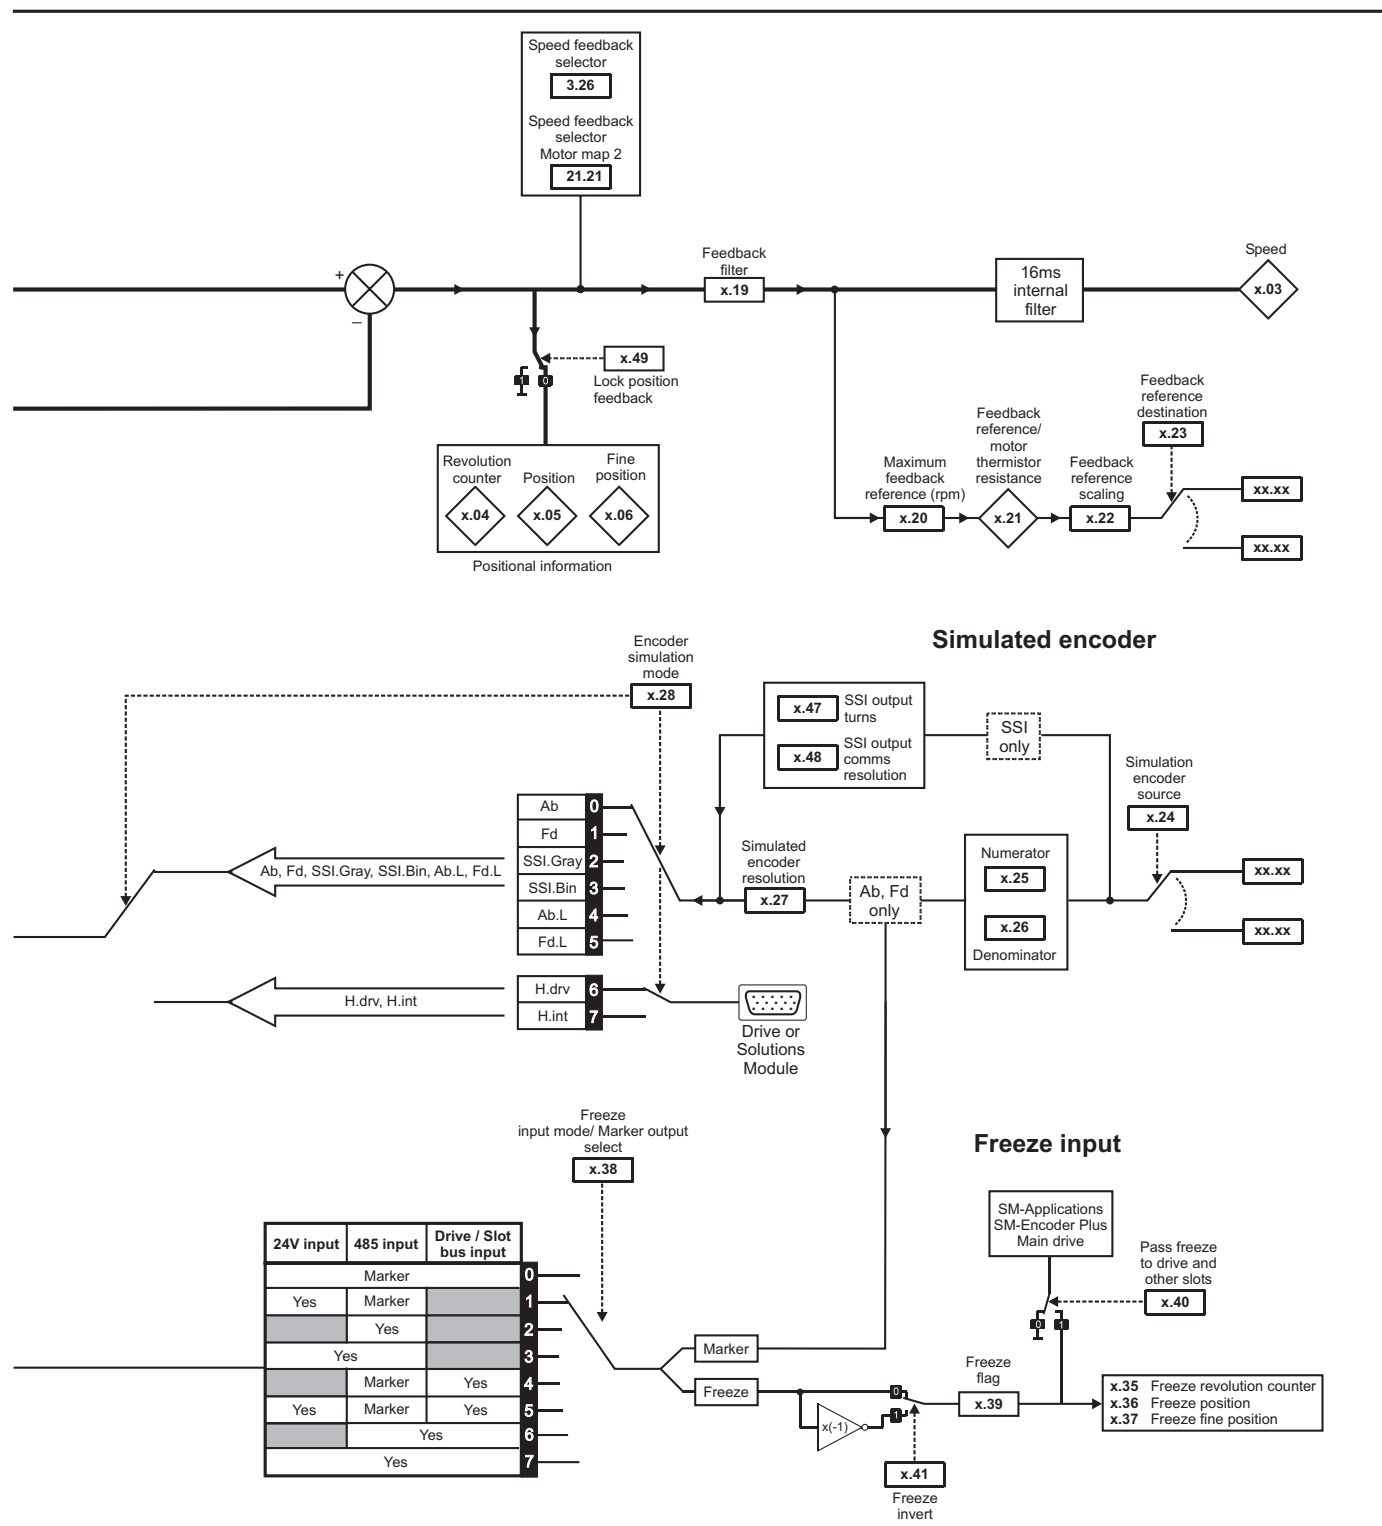 Speed feedback
selector
3.26
Speed feedback
selector
Motor map 2
21.21
+
–
Feedback
filter
x.19
16ms
internal
filter
Speed
x.03
x.49
Lock position
feedback
1 0
Revolution
counter
x.04
Position
x.05
Fine
position
x.06
Positional information
Maximum
feedback
reference (rpm)
x.20
Feedback
reference/
motor
thermistor
resistance
x.21
Feedback
reference
scaling
x.22
Feedback
reference
destination
x.23
xx.xx
xx.xx
Simulated encoder
Encoder
simulation
mode
x.28
x.47 SSI output
turns
x.48 SSI output
comms
resolution
SSI
only
Simulation
encoder
source
x.24
xx.xx
xx.xx
Ab 0
Fd 1
SSI.Gray 2
SSI.Bin 3
Ab.L 4
Fd.L 5
Ab, Fd, SSI.Gray, SSI.Bin, Ab.L, Fd.L
Simulated
encoder
resolution
x.27
Ab, Fd
only
Numerator
x.25
x.26
Denominator
H.drv 6
H.int 7
H.drv, H.int
Drive or
Solutions
Module
Freeze
input mode/ Marker output
select
x.38
Freeze input
SM-Applications
SM-Encoder Plus
Main drive
Pass freeze
to drive and
other slots
x.40
0 1
24V input 485 input Drive / Slot
bus input
Marker 0
Yes Marker 1
Yes 2
Yes 3
Marker Yes 4
Yes Marker Yes 5
Yes 6
Yes 7
Marker
Freeze
x(-1)
0
1
x.41
Freeze
invert
Freeze
flag
x.39
x.35 Freeze revolution counter
x.36 Freeze position
x.37 Freeze fine position